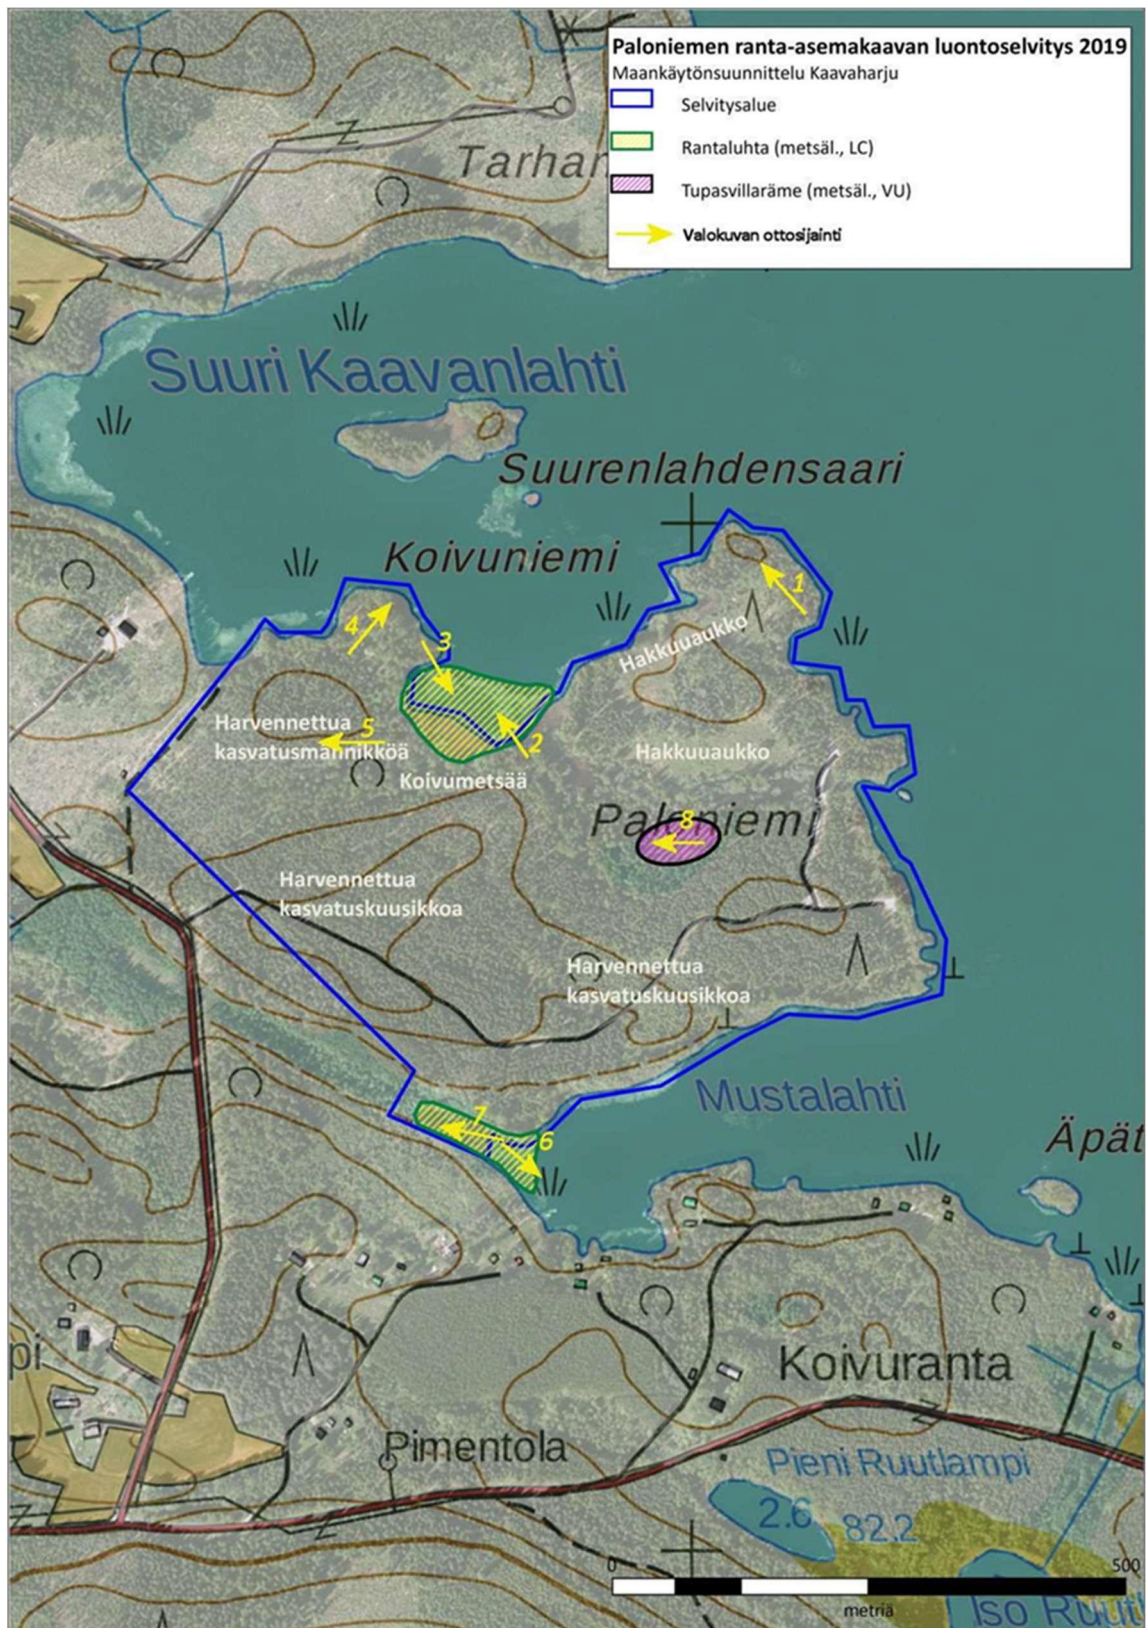 Paloniemen ranta-asemakaavan luontoselvitys 2019
Maankäytönsuunnittelu Kaavaharju
Selvitysalue
Rantaluhta (metsäl., LC)
Tupasvillaräme (metsäl., VU)
Valokuvan ottosijainti
Tarhan
Suuri Kaavanlahti
Suurenlahdensaari
Koivuniemi
1
4
3
Hakkuuaukko
Harvennettua
kasvatusmännikköä
5
2
Hakkuuaukko
Koivumetsää
Paloniemi
8
Harvennettua
kasvatuskuusikkoa
Harvennettua
kasvatuskuusikkoa
Mustalahti
7
6
Äpät
pi
Koivuranta
Pimentola
Pieni Ruutlampi
2.6
82.2
0
500
metriä
Iso Ruutl